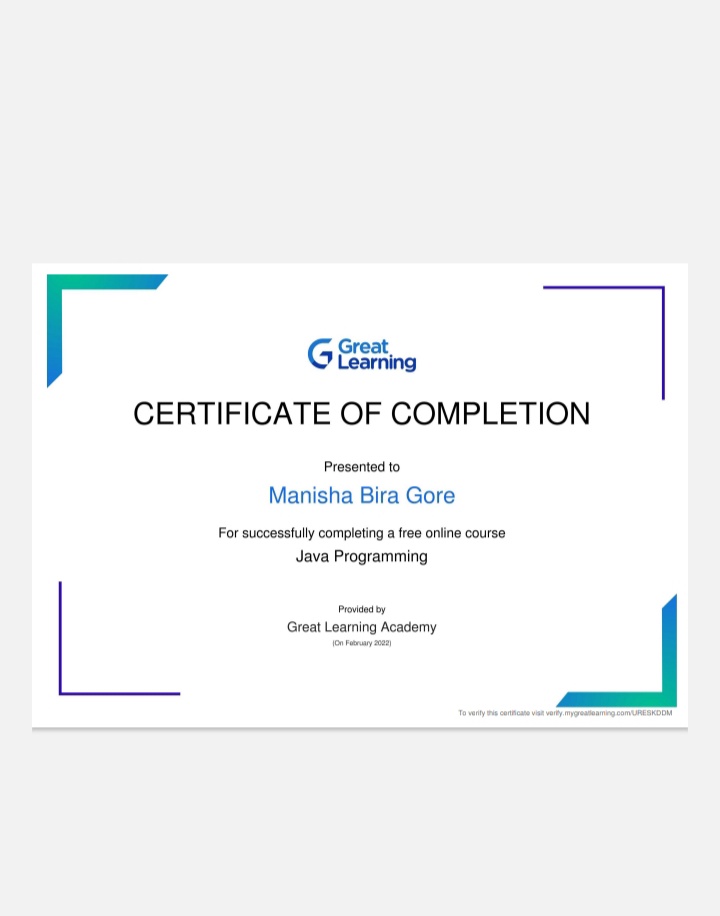 Great
Learning
CERTIFICATE OF COMPLETION
Presented to
Manisha Bira Gore
For successfully completing a free online course
Java Programming
Provided by
Great Learning Academy
(On February 2022)
To verify this certificate visit verify.mygreatlearning.com/URESKDDM